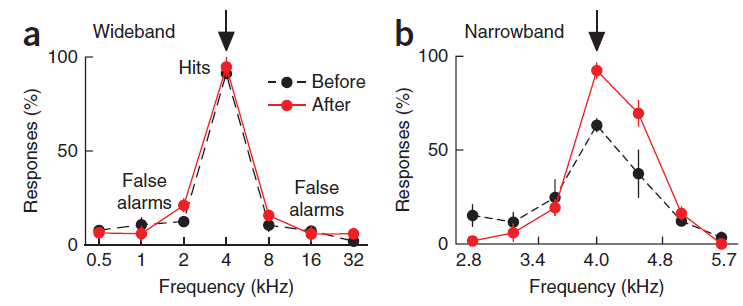 a
Wideband
100
50
0
Responses (%)
Hits
Before
After
False
alarms
False
alarms
0.5 1 2 4 8 16 32
Frequency (kHz)
b
Narrowband
100
50
0
Responses (%)
2.8 3.4 4.0 4.8 5.7
Frequency (kHz)